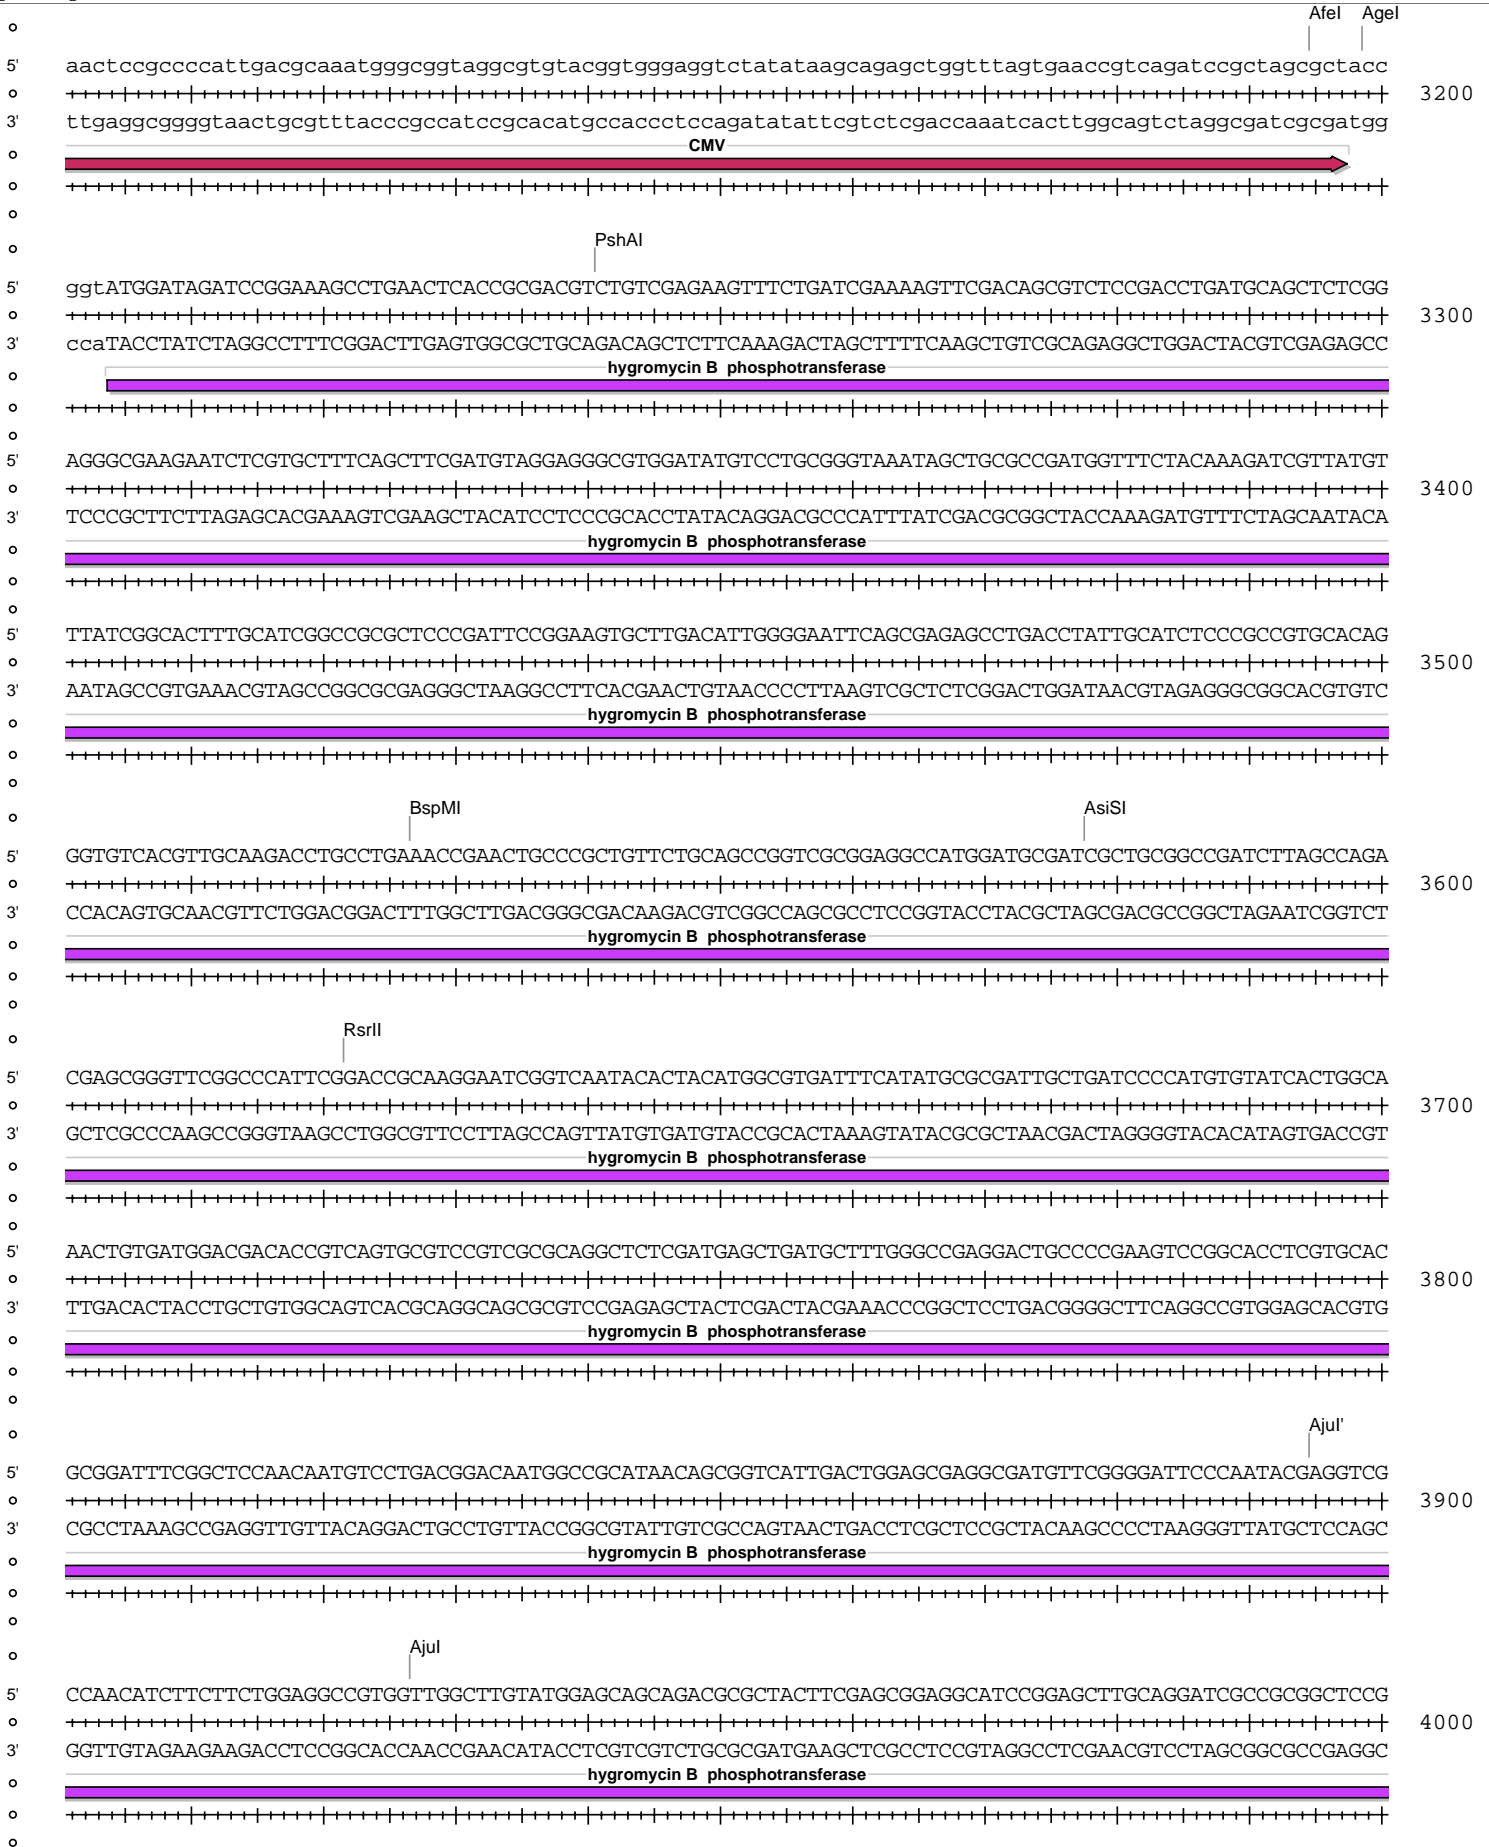 AfeI AgeI
5' aactccgccccattgacgcaaatgggcggtaggcgtgtacggtgggaggtctatataagcagagctggtttagtgaaccgtcagatccgctagcgctacc
3200
3' ttgaggcggggtaactgcgtttacccgccatccgcacatgccaccctccagatatattcgtctcgaccaaatcacttggcagtctaggcgatcgcgatgg
CMV
PshAI
5' ggtATGGATAGATCCGGAAAGCCTGAACTCACCGCGACGTCTGTCGAGAAGTTTCTGATCGAAAAGTTCGACAGCGTCTCCGACCTGATGCAGCTCTCGG
3300
3' ccaTACCTATCTAGGCCTTTCGGACTTGAGTGGCGCTGCAGACAGCTCTTCAAAGACTAGCTTTTCAAGCTGTCGCAGAGGCTGGACTACGTCGAGAGCC
hygromycin B phosphotransferase
5' AGGGCGAAGAATCTCGTGCTTTCAGCTTCGATGTAGGAGGGCGTGGATATGTCCTGCGGGTAAATAGCTGCGCCGATGGTTTCTACAAAGATCGTTATGT
3400
3' TCCCGCTTCTTAGAGCACGAAAGTCGAAGCTACATCCTCCCGCACCTATACAGGACGCCCATTTATCGACGCGGCTACCAAAGATGTTTCTAGCAATACA
hygromycin B phosphotransferase
5' TTATCGGCACTTTGCATCGGCCGCGCTCCCGATTCCGGAAGTGCTTGACATTGGGGAATTCAGCGAGAGCCTGACCTATTGCATCTCCCGCCGTGCACAG
3500
3' AATAGCCGTGAAACGTAGCCGGCGCGAGGGCTAAGGCCTTCACGAACTGTAACCCCTTAAGTCGCTCTCGGACTGGATAACGTAGAGGGCGGCACGTGTC
hygromycin B phosphotransferase
BspMI AsiSI
5' GGTGTCACGTTGCAAGACCTGCCTGAAACCGAACTGCCCGCTGTTCTGCAGCCGGTCGCGGAGGCCATGGATGCGATCGCTGCGGCCGATCTTAGCCAGA
3600
3' CCACAGTGCAACGTTCTGGACGGACTTTGGCTTGACGGGCGACAAGACGTCGGCCAGCGCCTCCGGTACCTACGCTAGCGACGCCGGCTAGAATCGGTCT
hygromycin B phosphotransferase
RsrII
5' CGAGCGGGTTCGGCCCATTCGGACCGCAAGGAATCGGTCAATACACTACATGGCGTGATTTCATATGCGCGATTGCTGATCCCCATGTGTATCACTGGCA
3700
3' GCTCGCCCAAGCCGGGTAAGCCTGGCGTTCCTTAGCCAGTTATGTGATGTACCGCACTAAAGTATACGCGCTAACGACTAGGGGTACACATAGTGACCGT
hygromycin B phosphotransferase
5' AACTGTGATGGACGACACCGTCAGTGCGTCCGTCGCGCAGGCTCTCGATGAGCTGATGCTTTGGGCCGAGGACTGCCCCGAAGTCCGGCACCTCGTGCAC
3800
3' TTGACACTACCTGCTGTGGCAGTCACGCAGGCAGCGCGTCCGAGAGCTACTCGACTACGAAACCCGGCTCCTGACGGGGCTTCAGGCCGTGGAGCACGTG
hygromycin B phosphotransferase
AjuI'
5' GCGGATTTCGGCTCCAACAATGTCCTGACGGACAATGGCCGCATAACAGCGGTCATTGACTGGAGCGAGGCGATGTTCGGGGATTCCCAATACGAGGTCG
3900
3' CGCCTAAAGCCGAGGTTGTTACAGGACTGCCTGTTACCGGCGTATTGTCGCCAGTAACTGACCTCGCTCCGCTACAAGCCCCTAAGGGTTATGCTCCAGC
hygromycin B phosphotransferase
AjuI
5' CCAACATCTTCTTCTGGAGGCCGTGGTTGGCTTGTATGGAGCAGCAGACGCGCTACTTCGAGCGGAGGCATCCGGAGCTTGCAGGATCGCCGCGGCTCCG
4000
3' GGTTGTAGAAGAAGACCTCCGGCACCAACCGAACATACCTCGTCGTCTGCGCGATGAAGCTCGCCTCCGTAGGCCTCGAACGTCCTAGCGGCGCCGAGGC
hygromycin B phosphotransferase